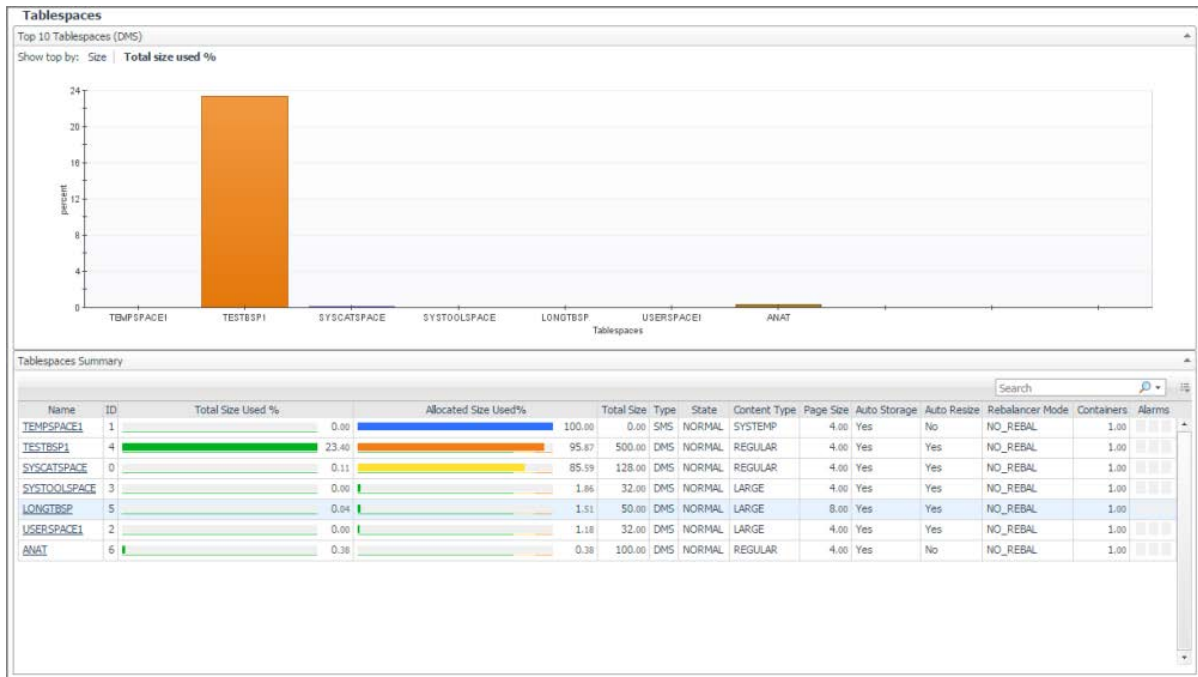 Tablespaces
Top 10 Tablespaces (DMS)
Show top by: Size | Total size used %
24
20
16
12
8
4
0
percent
TEMPSPACE1 TESTBSP1 SYSCATSPACE SYSTOOLSPACE LONGTBSP USERSPACE1 ANAT
Tablespaces
Tablespaces Summary
Search
Name ID Total Size Used % Allocated Size Used% Total Size Type State Content Type Page Size Auto Storage Auto Resize Rebalancer Mode Containers Alarms
TEMPSPACE1 1 0.00 100.00 0.00 SMS NORMAL SYSTEMP 4.00 Yes No NO_REBAL 1.00
TESTBSP1 4 23.40 95.87 500.00 DMS NORMAL REGULAR 4.00 Yes Yes NO_REBAL 1.00
SYSCATSPACE 0 0.11 85.59 128.00 DMS NORMAL REGULAR 4.00 Yes Yes NO_REBAL 1.00
SYSTOOLSPACE 3 0.00 1.86 32.00 DMS NORMAL LARGE 4.00 Yes Yes NO_REBAL 1.00
LONGTBSP 5 0.04 1.51 50.00 DMS NORMAL LARGE 8.00 Yes Yes NO_REBAL 1.00
USERSPACE1 2 0.00 1.18 32.00 DMS NORMAL LARGE 4.00 Yes Yes NO_REBAL 1.00
ANAT 6 0.38 0.38 100.00 DMS NORMAL REGULAR 4.00 Yes No NO_REBAL 1.00